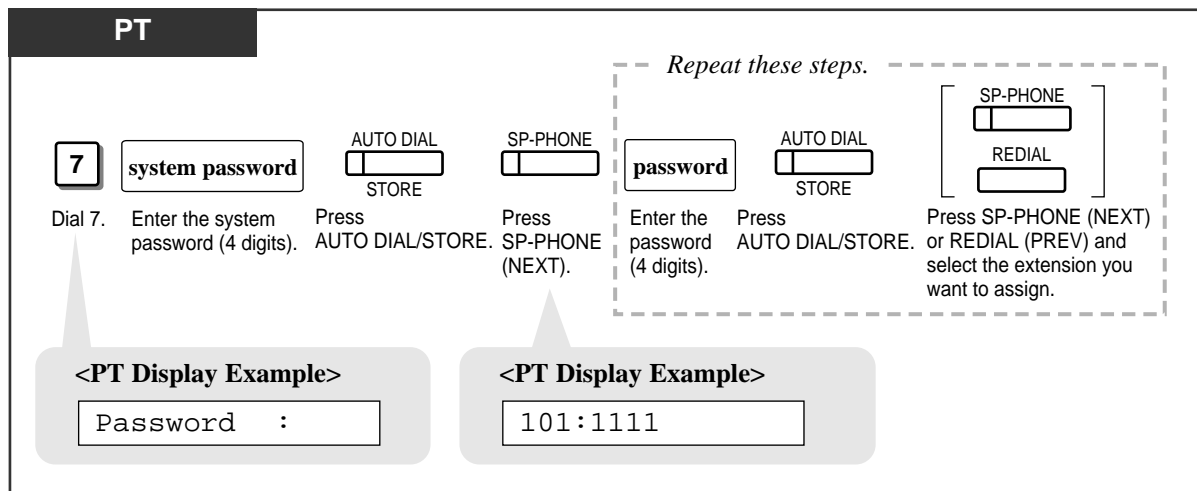 PT
Repeat these steps.
SP-PHONE
AUTO DIAL
SP-PHONE
AUTO DIAL
REDIAL
7
system password
password
STORE
STORE
Dial 7.
Enter the system
password (4 digits).
Press
AUTO DIAL/STORE.
Press
SP-PHONE
(NEXT).
Enter the
password
(4 digits).
Press
AUTO DIAL/STORE.
Press SP-PHONE (NEXT)
or REDIAL (PREV) and
select the extension you
want to assign.
<PT Display Example>
Password :
<PT Display Example>
101:1111